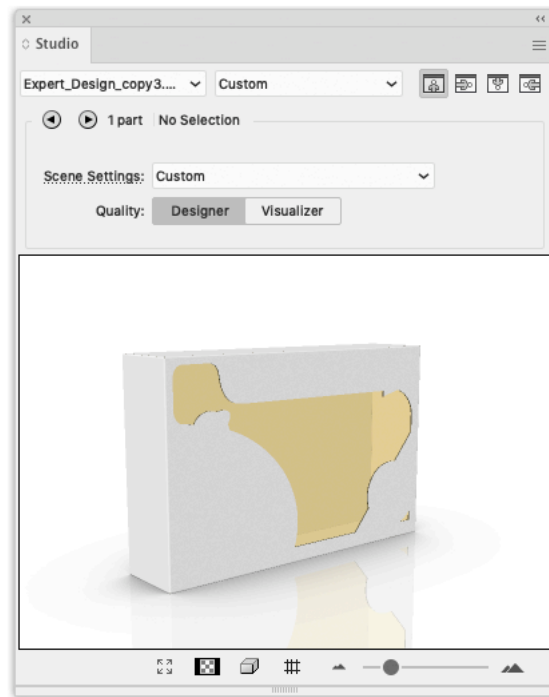 Studio
Expert_Design_copy3.... Custom
1 part No Selection
Scene Settings: Custom
Quality: Designer Visualizer